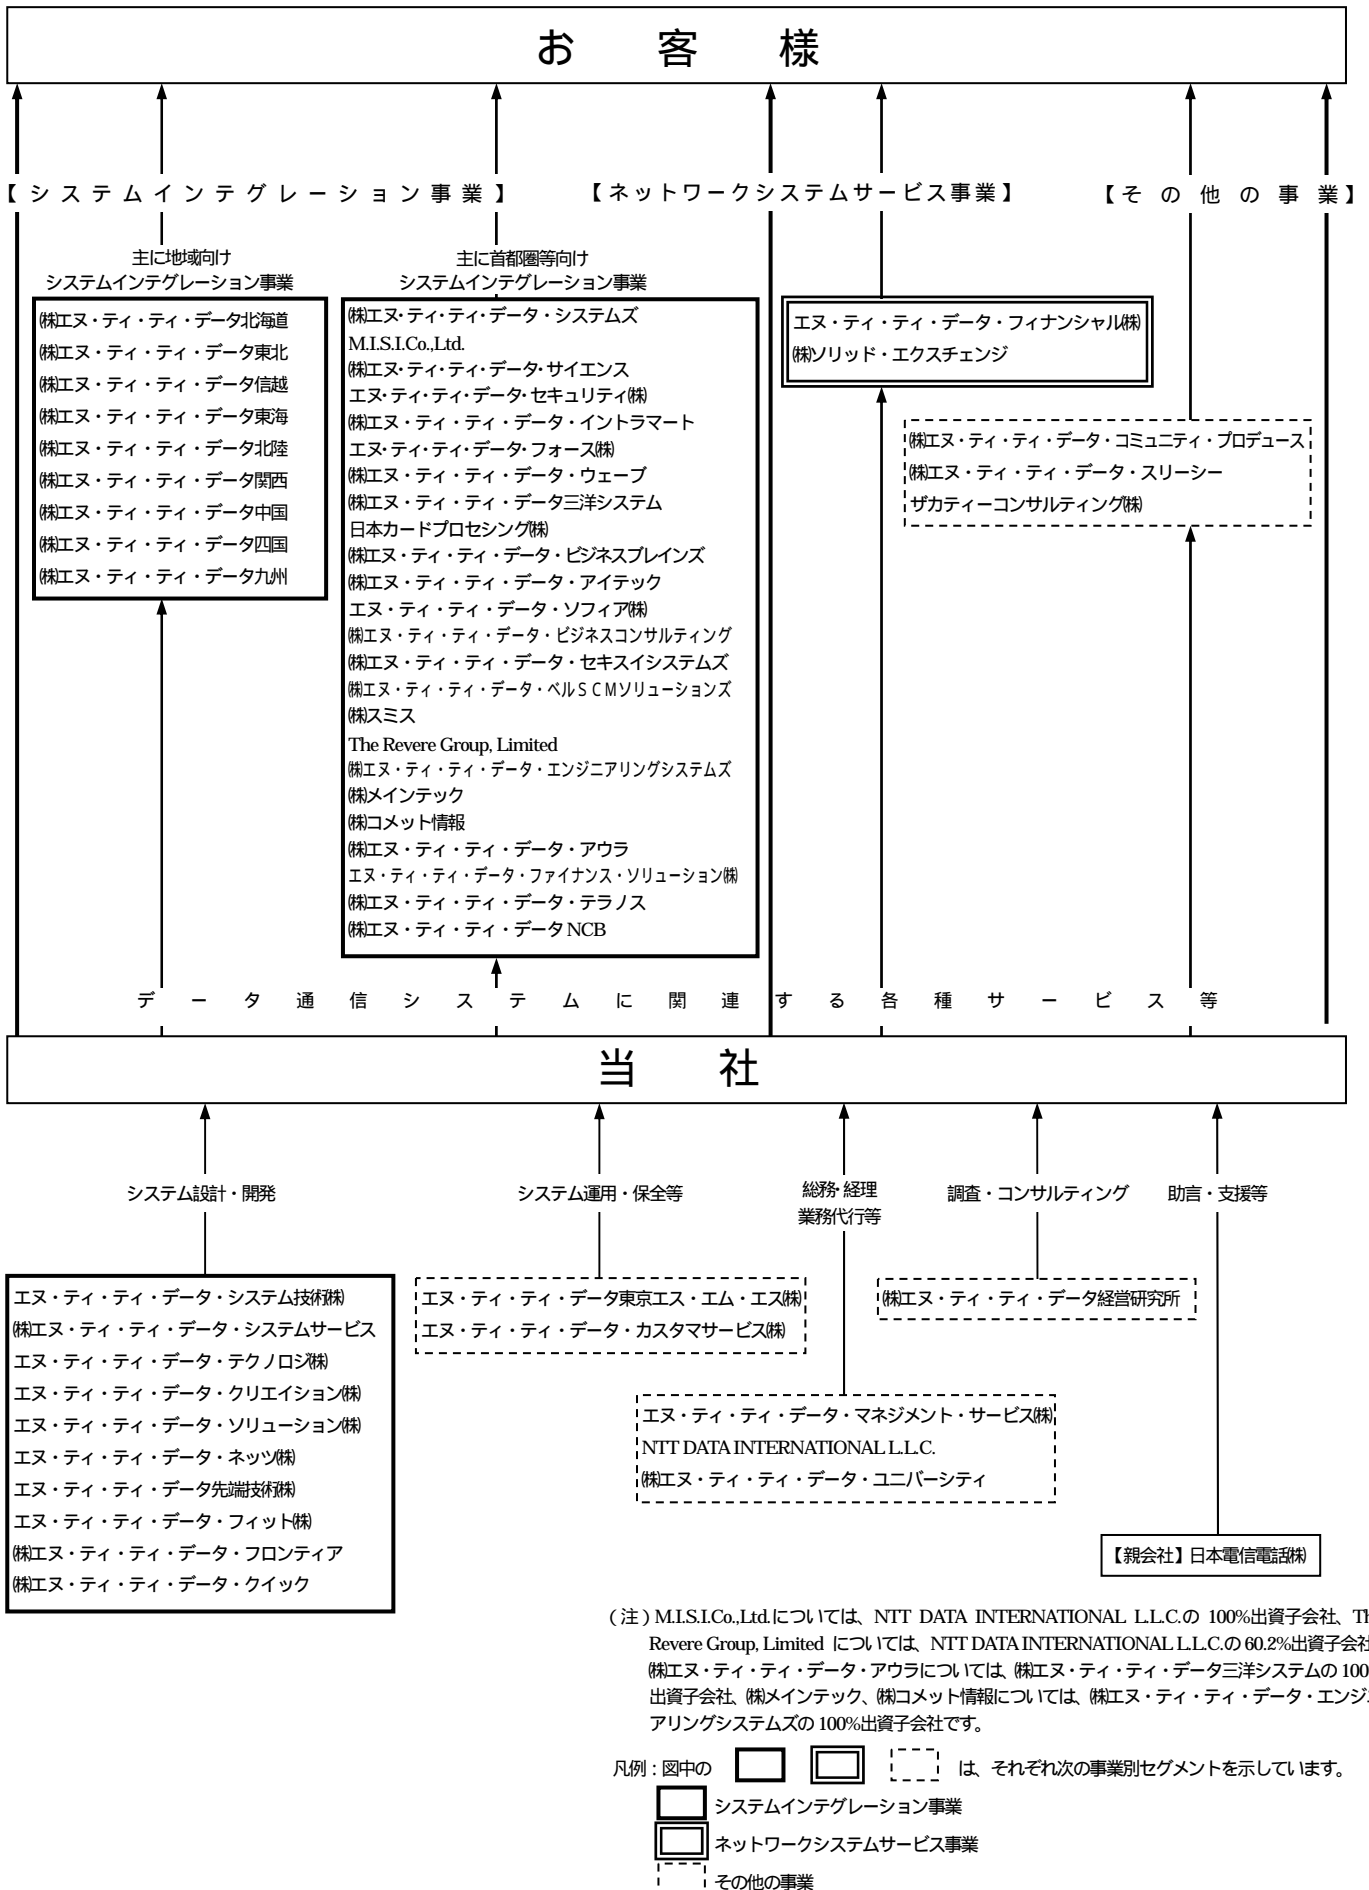 お客様
【システムインテグレーション事業】
【ネットワークシステムサービス事業】
【その他の事業】
主に地域向け
システムインテグレーション事業
㈱エヌ・ティ・ティ・データ北海道
㈱エヌ・ティ・ティ・データ東北
㈱エヌ・ティ・ティ・データ信越
㈱エヌ・ティ・ティ・データ東海
㈱エヌ・ティ・ティ・データ北陸
㈱エヌ・ティ・ティ・データ関西
㈱エヌ・ティ・ティ・データ中国
㈱エヌ・ティ・ティ・データ四国
㈱エヌ・ティ・ティ・データ九州
主に首都圏等向け
システムインテグレーション事業
㈱エヌ・ティ・ティ・データ・システムズ
M.I.S.I.Co.,Ltd.
㈱エヌ・ティ・ティ・データ・サイエンス
エヌ・ティ・ティ・データ・セキュリティ㈱
㈱エヌ・ティ・ティ・データ・イントラマート
エヌ・ティ・ティ・データ・フォース㈱
㈱エヌ・ティ・ティ・データ・ウェーブ
㈱エヌ・ティ・ティ・データ三洋システム
日本カードプロセシング㈱
㈱エヌ・ティ・ティ・データ・ビジネスブレインズ
㈱エヌ・ティ・ティ・データ・アイテック
エヌ・ティ・ティ・データ・ソフィア㈱
㈱エヌ・ティ・ティ・データ・ビジネスコンサルティング
㈱エヌ・ティ・ティ・データ・セキスイシステムズ
㈱エヌ・ティ・ティ・データ・ベルＳＣＭソリューションズ
㈱スミス
The Revere Group, Limited
㈱エヌ・ティ・ティ・データ・エンジニアリングシステムズ
㈱メインテック
㈱コメット情報
㈱エヌ・ティ・ティ・データ・アウラ
エヌ・ティ・ティ・データ・ファイナンス・ソリューション㈱
㈱エヌ・ティ・ティ・データ・テラノス
㈱エヌ・ティ・ティ・データ NCB
エヌ・ティ・ティ・データ・フィナンシャル㈱
㈱ソリッド・エクスチェンジ
㈱エヌ・ティ・ティ・データ・コミュニティ・プロデュース
㈱エヌ・ティ・ティ・データ・スリーシー
ザカティーコンサルティング㈱
データ通信システムに関連する各種サービス等
当社
システム設計・開発
システム運用・保全等
総務・経理
業務代行等
調査・コンサルティング
助言・支援等
エヌ・ティ・ティ・データ・システム技術㈱
㈱エヌ・ティ・ティ・データ・システムサービス
エヌ・ティ・ティ・データ・テクノロジ㈱
エヌ・ティ・ティ・データ・クリエイション㈱
エヌ・ティ・ティ・データ・ソリューション㈱
エヌ・ティ・ティ・データ・ネッツ㈱
エヌ・ティ・ティ・データ先端技術㈱
エヌ・ティ・ティ・データ・フィット㈱
㈱エヌ・ティ・ティ・データ・フロンティア
㈱エヌ・ティ・ティ・データ・クイック
エヌ・ティ・ティ・データ東京エス・エム・エス㈱
エヌ・ティ・ティ・データ・カスタマサービス㈱
㈱エヌ・ティ・ティ・データ経営研究所
エヌ・ティ・ティ・データ・マネジメント・サービス㈱
NTT DATA INTERNATIONAL L.L.C.
㈱エヌ・ティ・ティ・データ・ユニバーシティ
【親会社】日本電信電話㈱
（注）M.I.S.I.Co.,Ltd.については、NTT DATA INTERNATIONAL L.L.C.の 100%出資子会社、Th
Revere Group, Limited については、NTT DATA INTERNATIONAL L.L.C.の 60.2%出資子会社
㈱エヌ・ティ・ティ・データ・アウラについては、㈱エヌ・ティ・ティ・データ三洋システムの 100
出資子会社、㈱メインテック、㈱コメット情報については、㈱エヌ・ティ・ティ・データ・エンジニ
アリングシステムズの 100%出資子会社です。
凡例：図中の は、それぞれ次の事業別セグメントを示しています。
システムインテグレーション事業
ネットワークシステムサービス事業
その他の事業